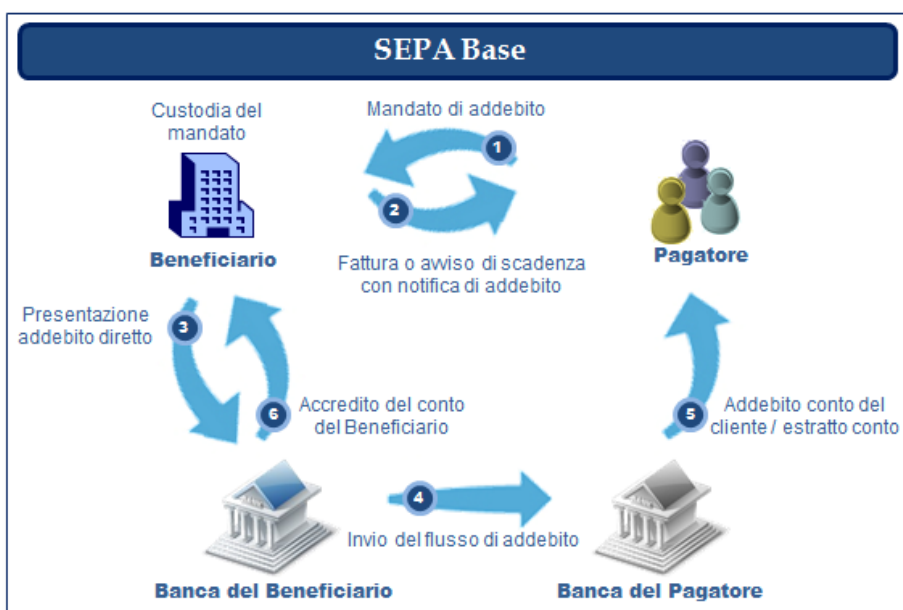 SEPA Base
Custodia del
mandato
Mandato di addebito
1
2
Beneficiario
Fattura o avviso di scadenza
con notifica di addebito
Pagatore
Presentazione
addebito diretto
3
6
Accredito del conto
del Beneficiario
5
Addebito conto del
cliente / estratto conto
4
Invio del flusso di addebito
Banca del Beneficiario
Banca del Pagatore